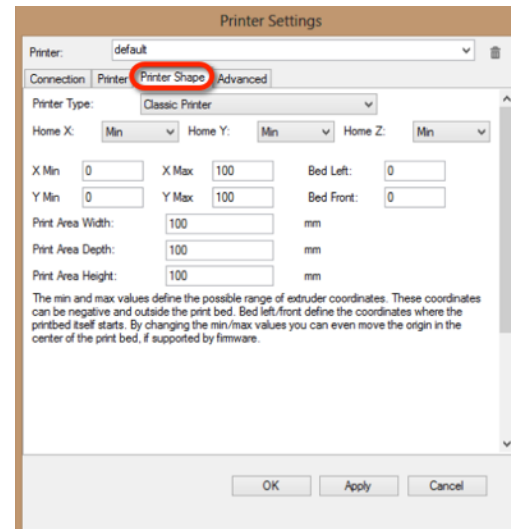 Printer Settings
Printer: default
Connection Printer Printer Shape Advanced
Printer Type: Classic Printer
Home X: Min Home Y: Min Home Z: Min
X Min 0 X Max 100 Bed Left: 0
Y Min 0 Y Max 100 Bed Front: 0
Print Area Width: 100 mm
Print Area Depth: 100 mm
Print Area Height: 100 mm
The min and max values define the possible range of extruder coordinates. These coordinates
can be negative and outside the print bed. Bed left/front define the coordinates where the
printbed itself starts. By changing the min/max values you can even move the origin in the
center of the print bed, if supported by firmware.
OK Apply Cancel